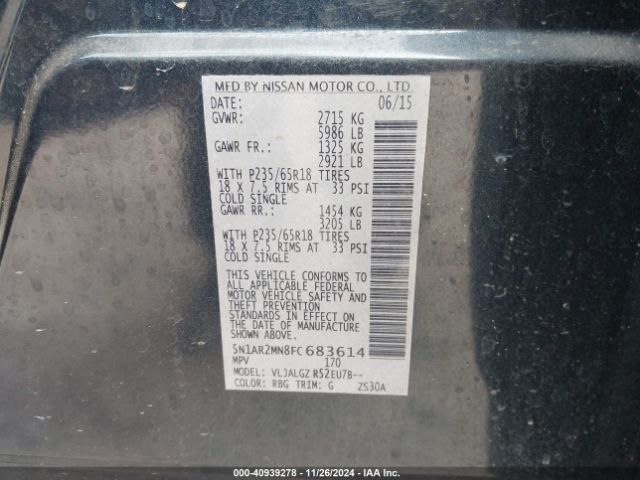 MFD BY NISSAN MOTOR CO., LTD
DATE: 06/15
GVWR: 2715 KG
5986 LB
GAWR FR.: 1325 KG
2921 LB
WITH P235/65R18 TIRES
18 X 7.5 RIMS AT 33 PSI
COLD SINGLE
GAWR RR.: 1454 KG
3205 LB
WITH P235/65R18 TIRES
18 X 7.5 RIMS AT 33 PSI
COLD SINGLE
THIS VEHICLE CONFORMS TO
ALL APPLICABLE FEDERAL
MOTOR VEHICLE SAFETY AND
THEFT PREVENTION
STANDARDS IN EFFECT ON
THE DATE OF MANUFACTURE
5N1AR2MN8FC683614
MPV 170
MODEL: VLJALGZ R52EU7B--
COLOR: RBG TRIM: G ZS30A
000-40939278 - 11/26/2024 - IAA Inc.